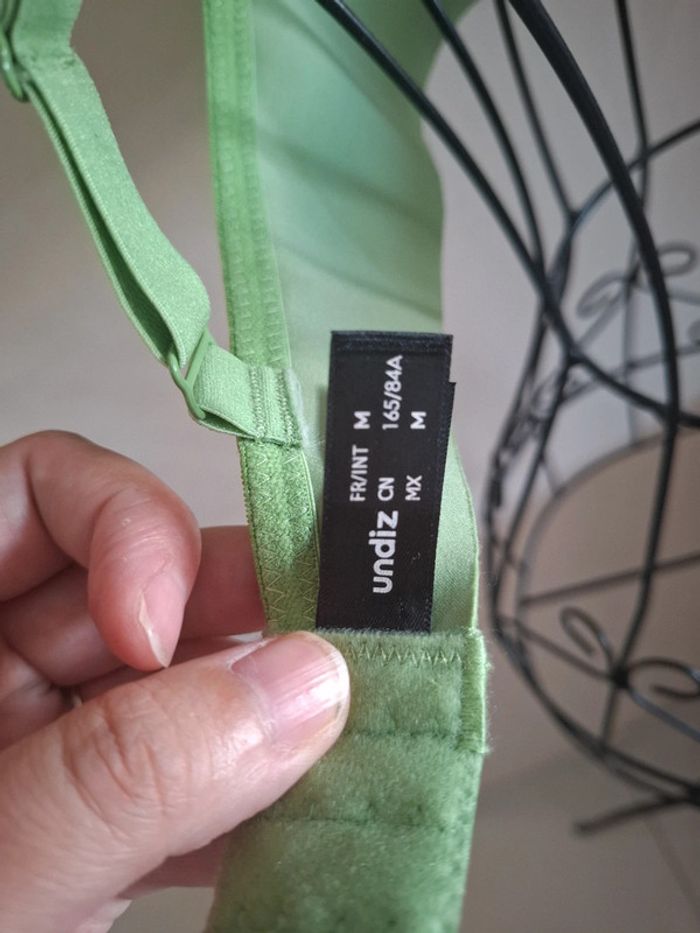 undiz
FR/INT M
CN 165/84A
MX M